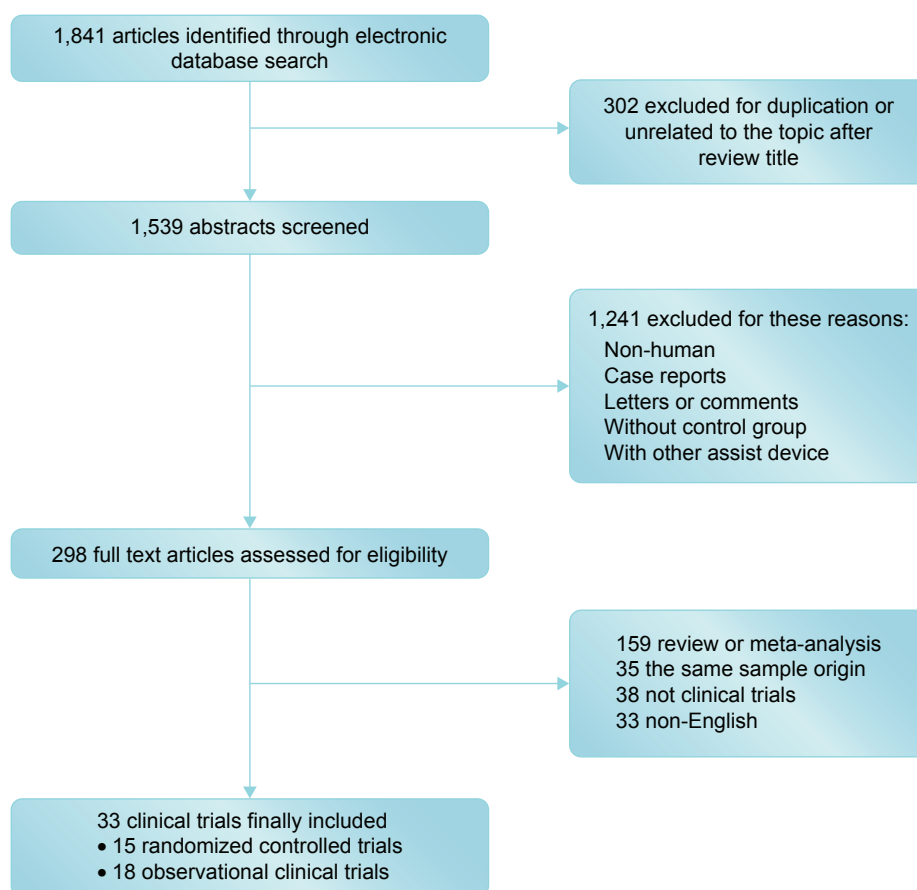 1,841 articles identified through electronic
database search
302 excluded for duplication or
unrelated to the topic after
review title
1,539 abstracts screened
1,241 excluded for these reasons:
Non-human
Case reports
Letters or comments
Without control group
With other assist device
298 full text articles assessed for eligibility
159 review or meta-analysis
35 the same sample origin
38 not clinical trials
33 non-English
33 clinical trials finally included
• 15 randomized controlled trials
• 18 observational clinical trials